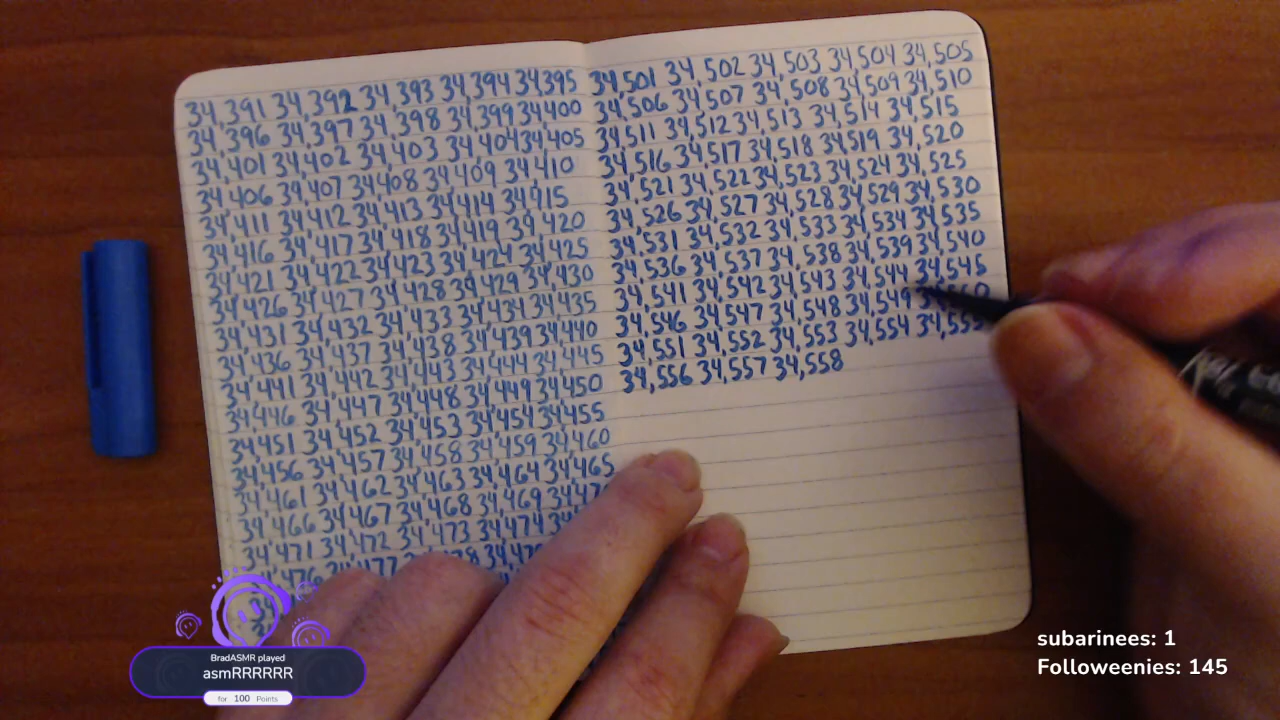 34,391 34,392 34,393 34,394 34,395
34,396 34,397 34,398 34,399 34,400
34,401 34,402 34,403 34,404 34,405
34,406 34,407 34,408 34,409 34,410
34,411 34,412 34,413 34,414 34,415
34,416 34,417 34,418 34,419 34,420
34,421 34,422 34,423 34,424 34,425
34,426 34,427 34,428 34,429 34,430
34,431 34,432 34,433 34,434 34,435
34,436 34,437 34,438 34,439 34,440
34,441 34,442 34,443 34,444 34,445
34,446 34,447 34,448 34,449 34,450
34,451 34,452 34,453 34,454 34,455
34,456 34,457 34,458 34,459 34,460
34,461 34,462 34,463 34,464 34,465
34,466 34,467 34,468 34,469
34,471 34,472 34,473 34,474
34,476 34,477
34,501 34,502 34,503 34,504 34,505
34,506 34,507 34,508 34,509 34,510
34,511 34,512 34,513 34,514 34,515
34,516 34,517 34,518 34,519 34,520
34,521 34,522 34,523 34,524 34,525
34,526 34,527 34,528 34,529 34,530
34,531 34,532 34,533 34,534 34,535
34,536 34,537 34,538 34,539 34,540
34,541 34,542 34,543 34,544 34,545
34,546 34,547 34,548 34,549
34,551 34,552 34,553 34,554 34,555
34,556 34,557 34,558
BradASMR played
asmRRRRRR
for 100 Points
subarinees: 1
Followeenies: 145